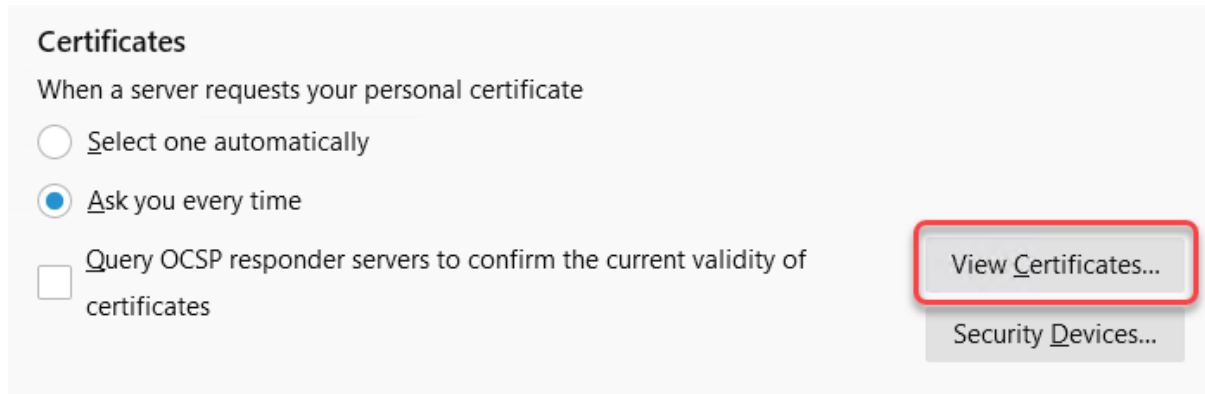 Certificates
When a server requests your personal certificate
Select one automatically
Ask you every time
Query OCSP responder servers to confirm the current validity of
certificates
View Certificates...
Security Devices...